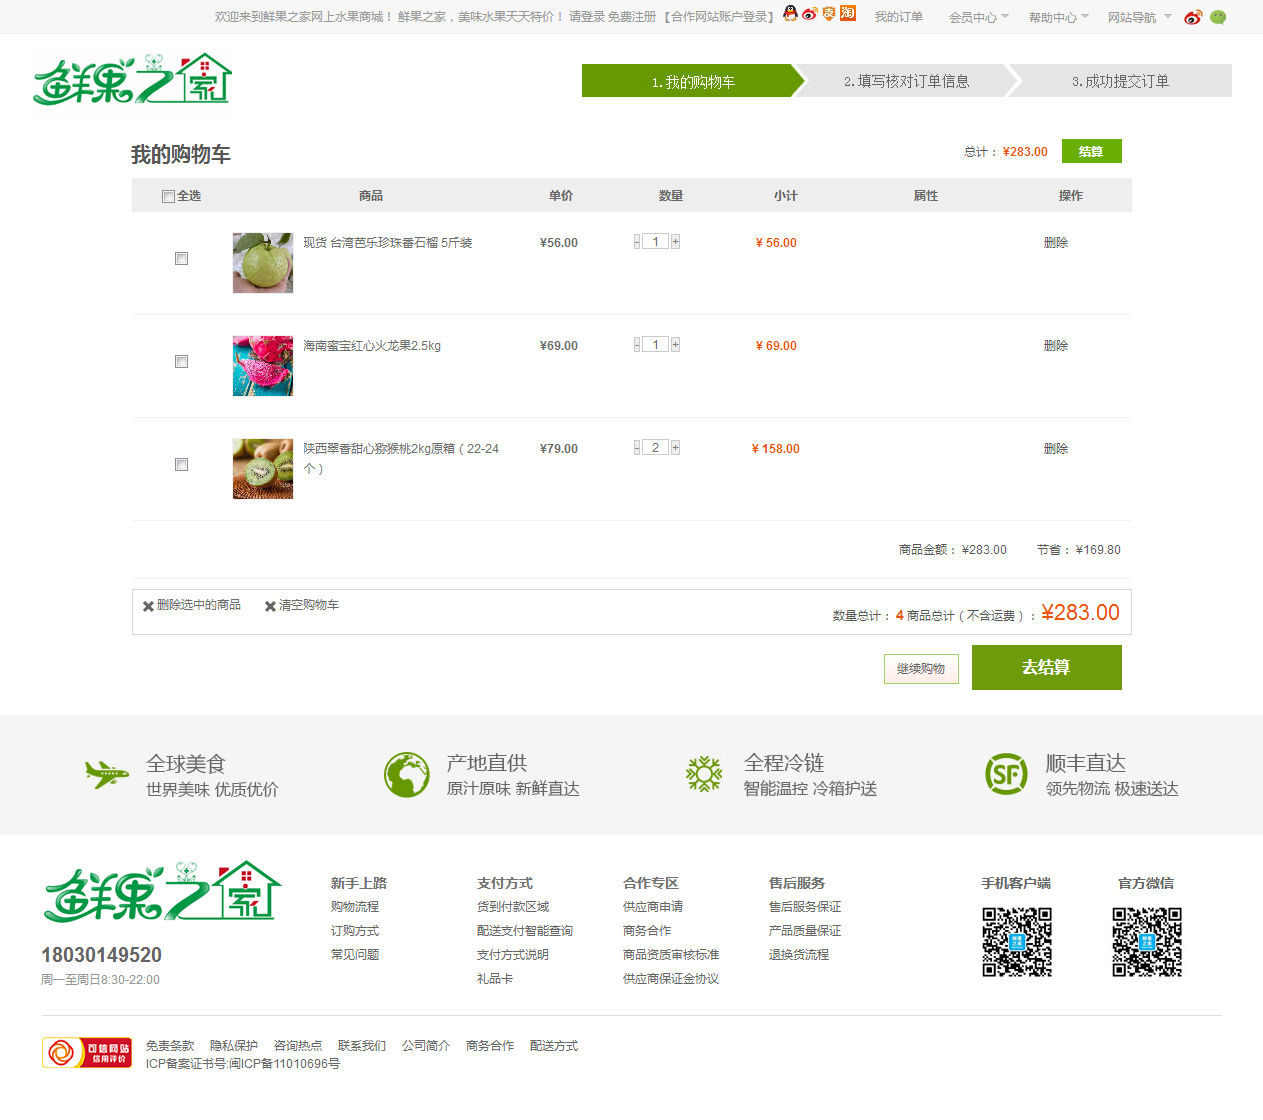 欢迎来到鲜果之家网上水果商城！ 鲜果之家，美味水果天天特价！ 请登录 免费注册 【合作网站账户登录】 淘 我的订单 会员中心 帮助中心 网站导航
鲜果之家
1.我的购物车 2.填写核对订单信息 3.成功提交订单
我的购物车 总计： ¥283.00 结算
全选 商品 单价 数量 小计 属性 操作
现货 台湾芭乐珍珠番石榴 5斤装 ¥56.00 - 1 + ¥ 56.00 删除
海南蜜宝红心火龙果2.5kg ¥69.00 - 1 + ¥ 69.00 删除
陕西翠香甜心猕猴桃2kg原箱（22-24 ¥79.00 - 2 + ¥ 158.00 删除
个）
商品金额： ¥283.00 节省： ¥169.80
删除选中的商品 清空购物车 数量总计： 4 商品总计（不含运费）： ¥283.00
继续购物 去结算
全球美食 产地直供 全程冷链 SF 顺丰直达
世界美味 优质优价 原汁原味 新鲜直达 智能温控 冷箱护送 领先物流 极速送达
鲜果之家
新手上路 支付方式 合作专区 售后服务 手机客户端 官方微信
购物流程 货到付款区域 供应商申请 售后服务保证
订购方式 配送支付智能查询 商务合作 产品质量保证
18030149520 常见问题 支付方式说明 商品资质审核标准 退换货流程
周一至周日8:30-22:00 礼品卡 供应商保证金协议
可信网站
信用评价
免责条款 隐私保护 咨询热点 联系我们 公司简介 商务合作 配送方式
ICP备案证书号:闽ICP备11010696号